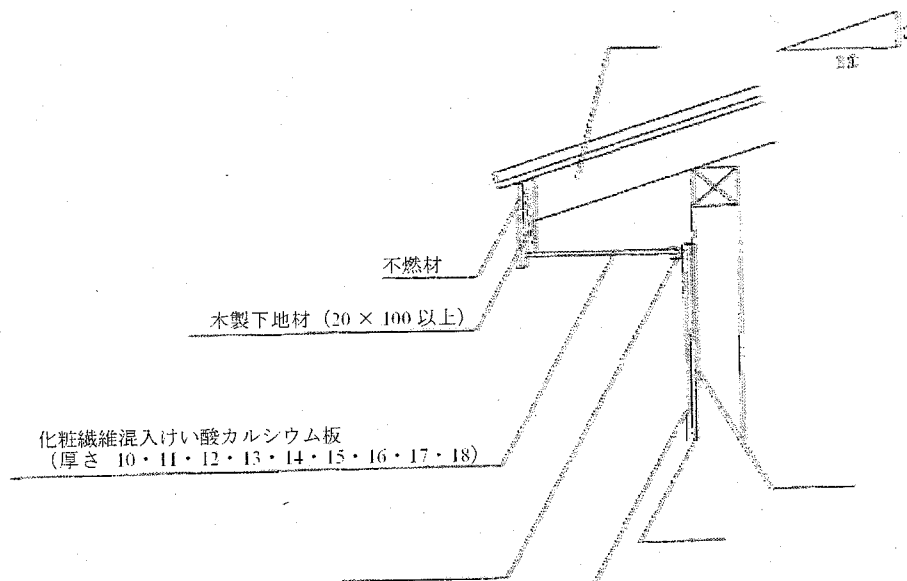 不燃材
木製下地材（20 × 100 以上）
化粧繊維混入けい酸カルシウム板
（厚さ 10・11・12・13・14・15・16・17・18）